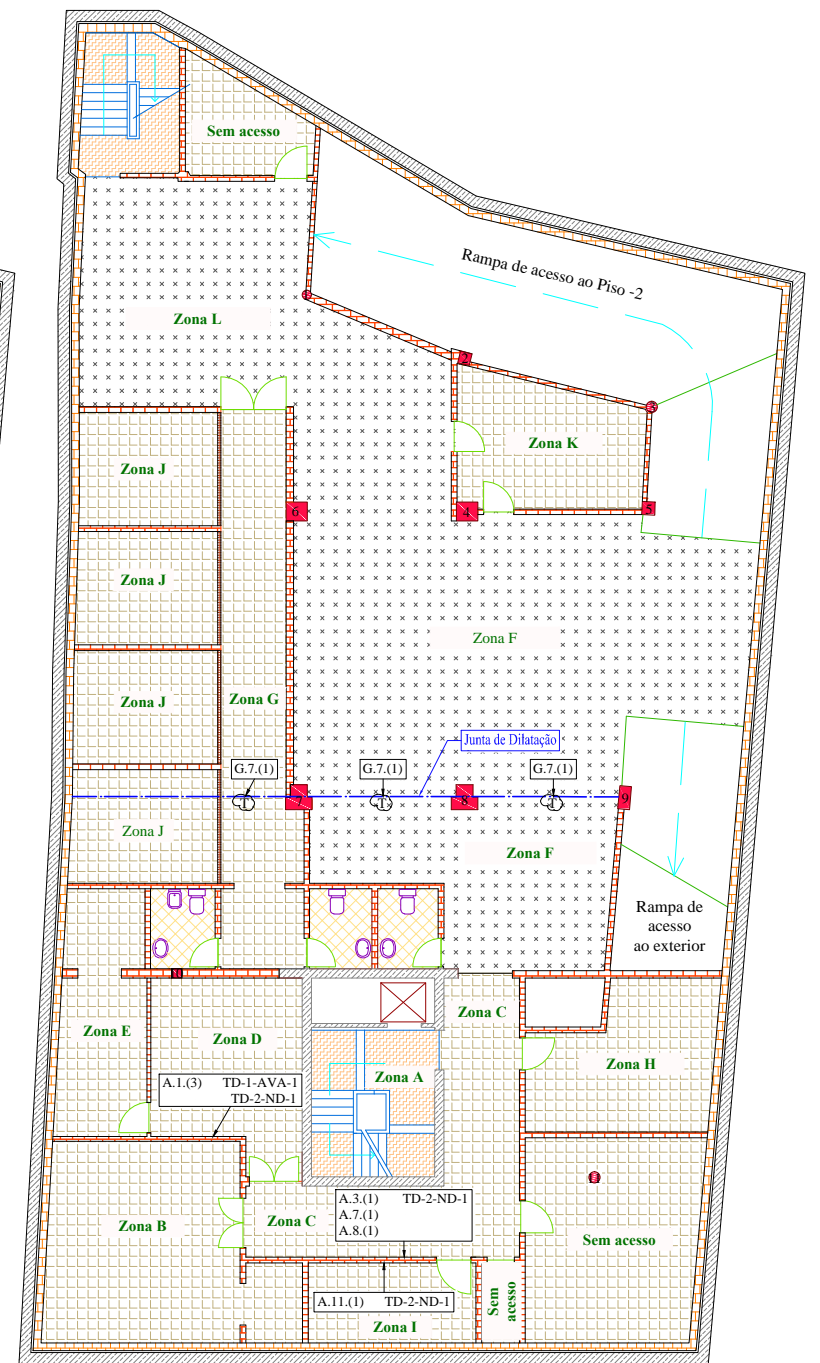 Sem acesso
Rampa de acesso ao Piso -2
Zona L
2
Zona J
Zona K
6
4
5
Zona J
Zona F
Zona J
Zona G
Junta de Dilatação
G.7.(1)
G.7.(1)
G.7.(1)
T
7
T
8
T
9
Zona J
Zona F
Rampa de
acesso
ao exterior
Zona E
Zona D
Zona C
Zona A
Zona H
A.1.(3) TD-1-AVA-1
TD-2-ND-1
A.3.(1) TD-2-ND-1
A.7.(1)
A.8.(1)
Zona B
Zona C
Sem acesso
A.11.(1) TD-2-ND-1
Zona I
Sem
acesso